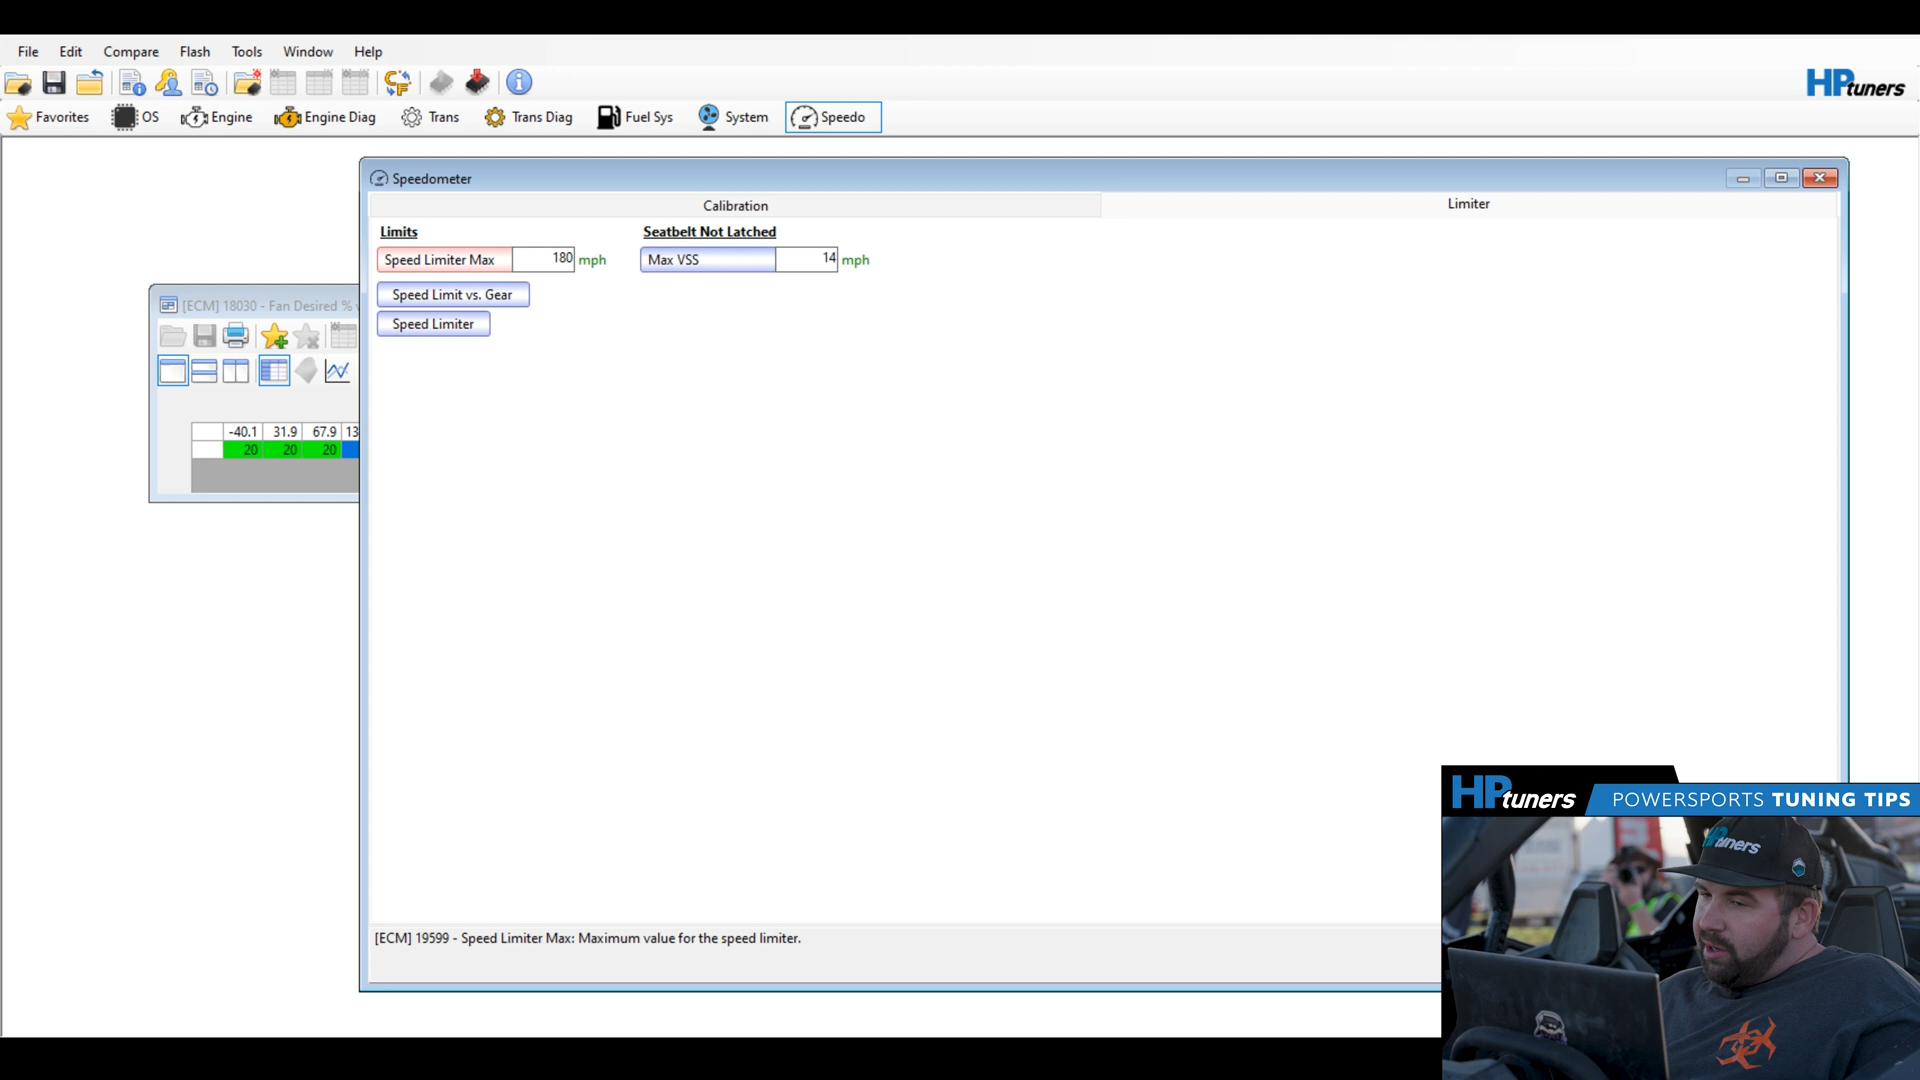 File Edit Compare Flash Tools Window Help
HPtuners
Favorites OS Engine Engine Diag Trans Trans Diag Fuel Sys System Speedo
Speedometer
Calibration Limiter
Limits Seatbelt Not Latched
Speed Limiter Max 180 mph Max VSS 14 mph
Speed Limit vs. Gear
Speed Limiter
[ECM] 18030 - Fan Desired %
-40.1 31.9 67.9 13
20 20 20
[ECM] 19599 - Speed Limiter Max: Maximum value for the speed limiter.
HPtuners POWERSPORTS TUNING TIPS
HPtuners